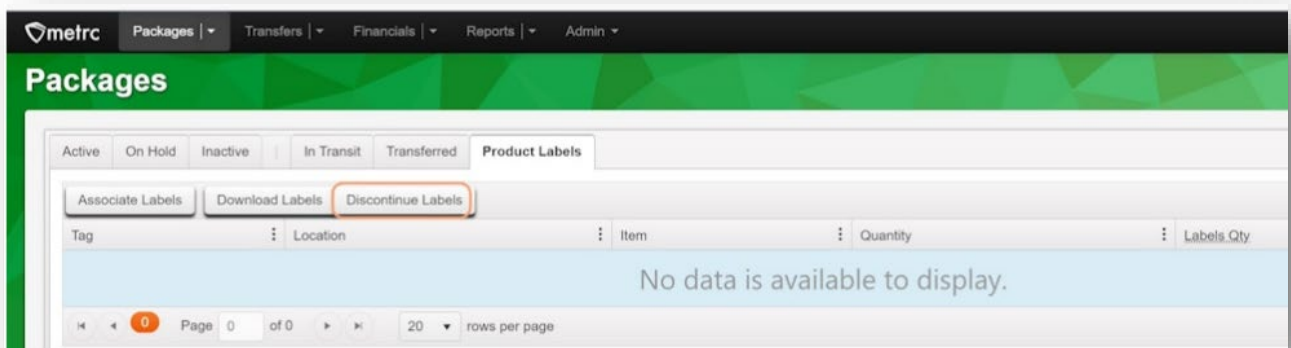 metrc Packages | Transfers | Financials | Reports | Admin
Packages
Active On Hold Inactive In Transit Transferred Product Labels
Associate Labels Download Labels Discontinue Labels
Tag Location Item Quantity Labels Qty
No data is available to display.
0 Page 0 of 0 20 rows per page